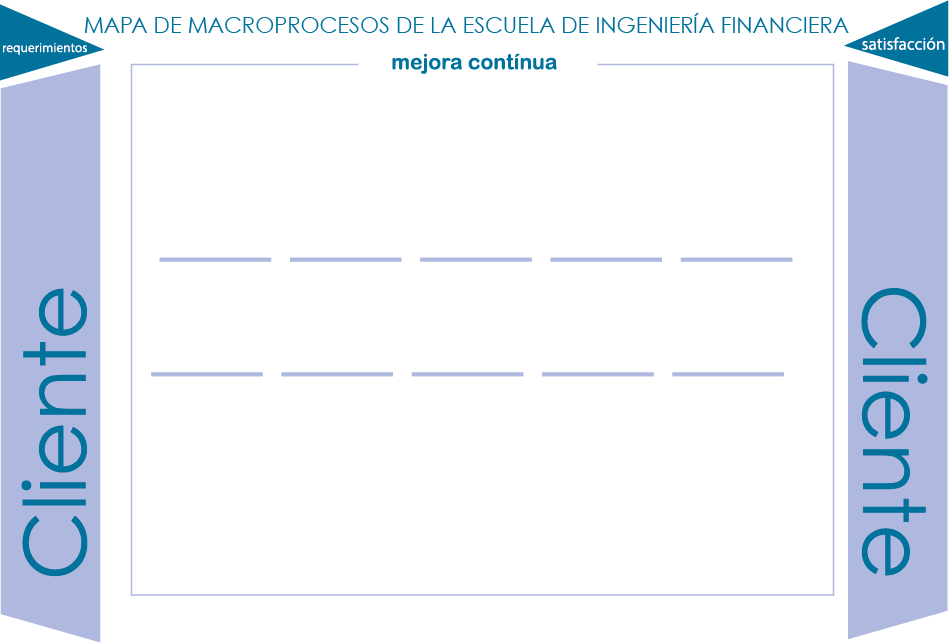 MAPA DE MACROPROCESOS DE LA ESCUELA DE INGENIERÍA FINANCIERA
requerimientos
satisfacción
mejora contínua
Cliente
Cliente